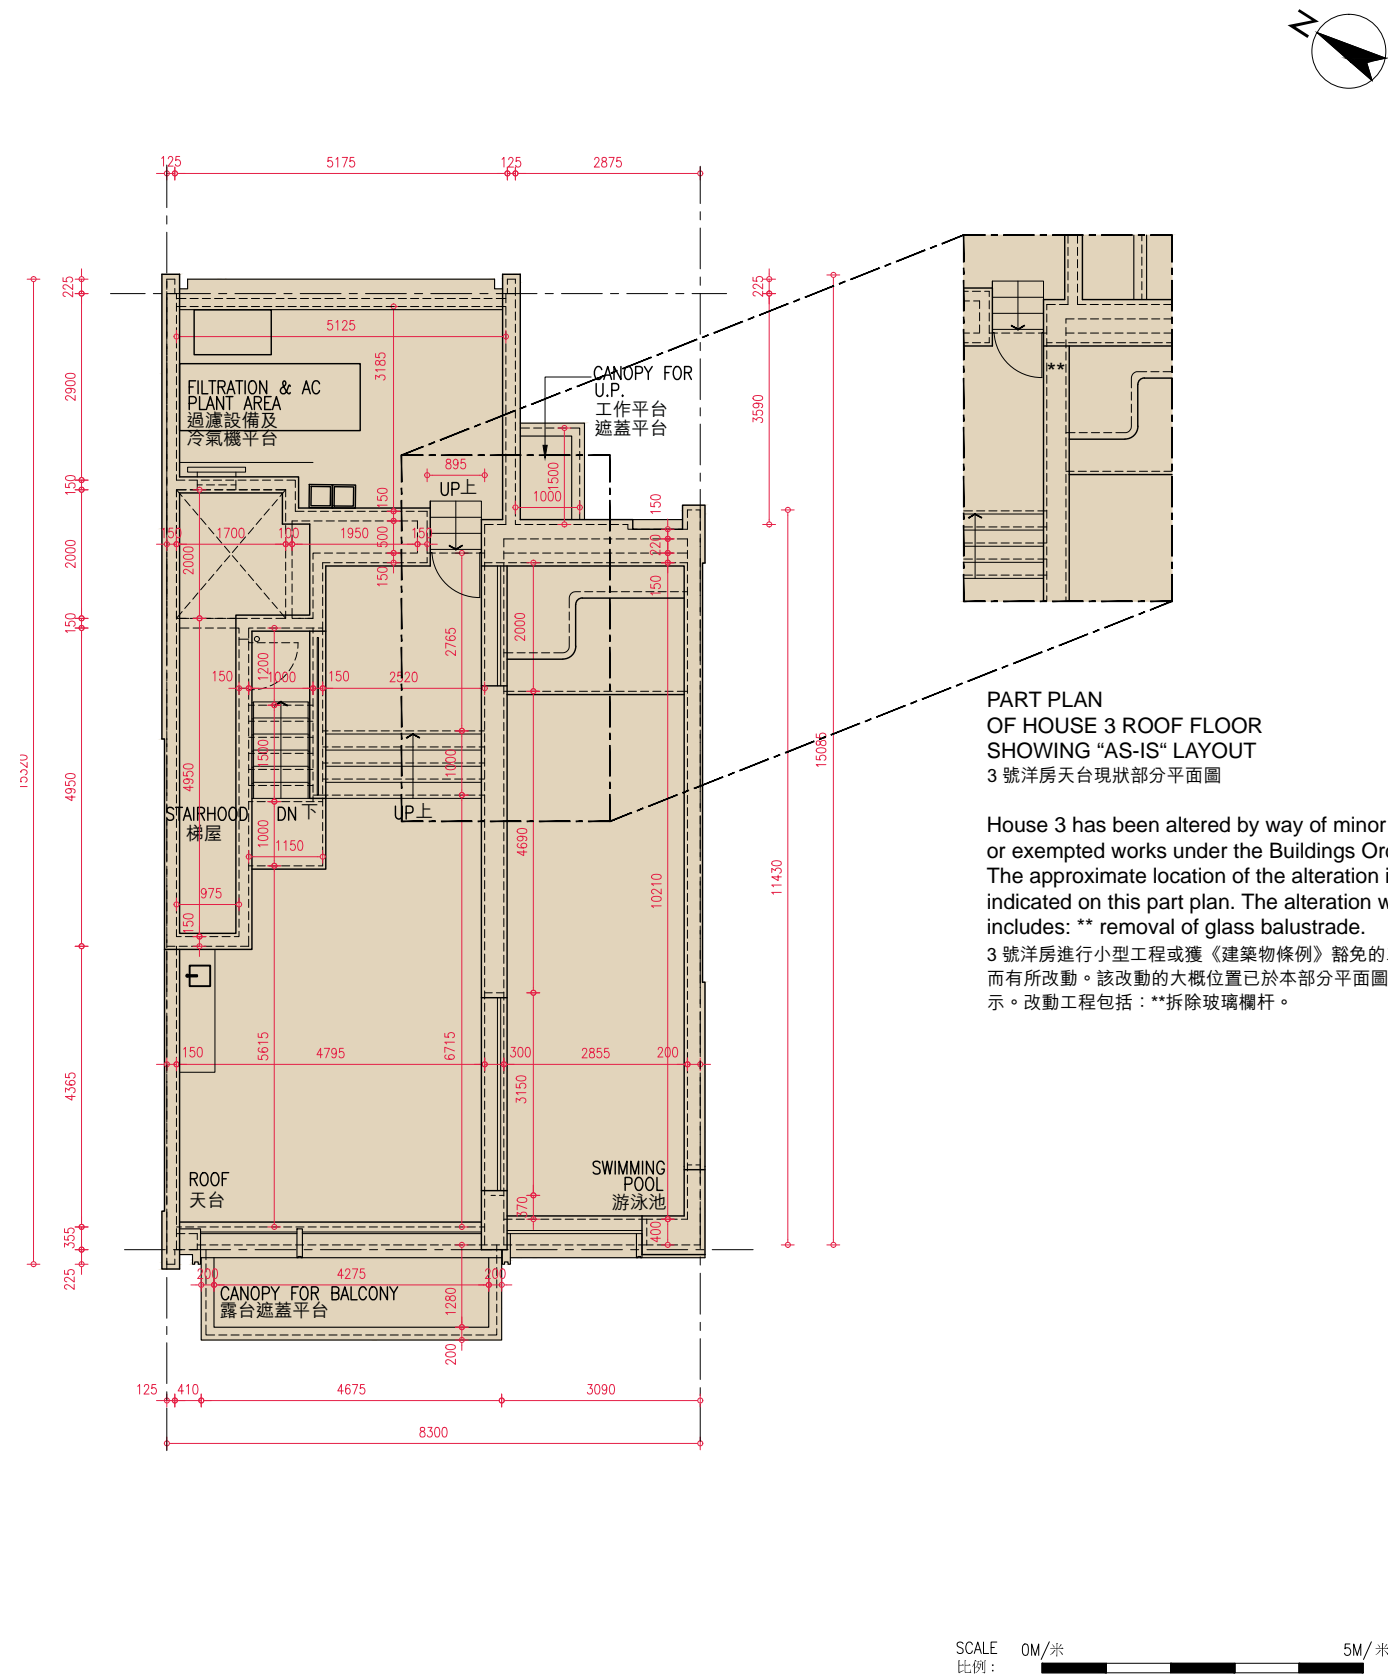 N
125 5175 125 2875
225
2900
150
2000
150
4950
4365
355
225
15320
5125
3185
FILTRATION & AC
PLANT AREA
過濾設備及
冷氣機平台
CANOPY FOR
U.P.
工作平台
遮蓋平台
895
UP上
1500
1000
225
3590
15085
11430
150
220
150
150 1700 100 1950 150
2000
150
500
150
2765
2000
1200
150 1000 150 2520
1500
1000
4950
STAIRHOOD
梯屋
DN 下
UP上
1000
1150
975
150
4690
10210
5615
6715
150 4795 300 2855 200
3150
370
400
ROOF
天台
SWIMMING
POOL
游泳池
200 4275 200
CANOPY FOR BALCONY
露台遮蓋平台
1280
200
125 410 4675 3090
8300
**
PART PLAN
OF HOUSE 3 ROOF FLOOR
SHOWING “AS-IS“ LAYOUT
3 號洋房天台現狀部分平面圖
House 3 has been altered by way of minor
or exempted works under the Buildings
The approximate location of the alteration
indicated on this part plan. The alteration
includes: ** removal of glass balustrade.
3 號洋房進行小型工程或獲《建築物條例》豁免的
而有所改動。該改動的大概位置已於本部分平面圖
示。改動工程包括：**拆除玻璃欄杆。
SCALE 0M/米 5M/米
比例：